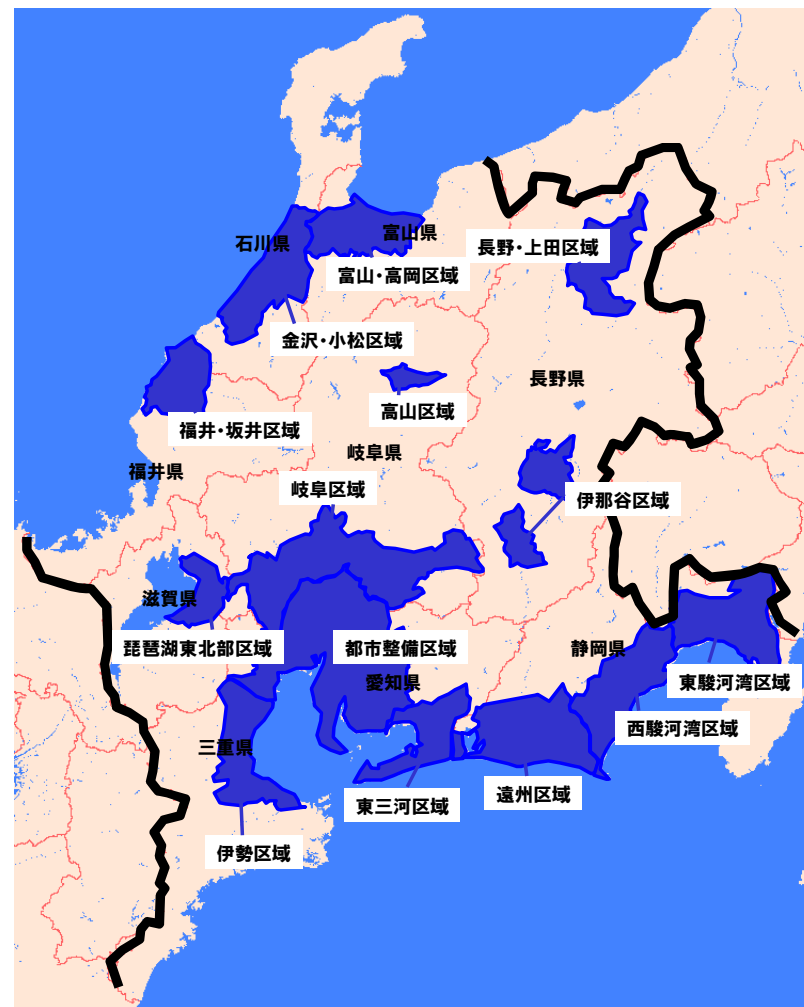 富山県
石川県
長野・上田区域
富山・高岡区域
金沢・小松区域
長野県
高山区域
福井・坂井区域
岐阜県
福井県
岐阜区域
伊那谷区域
滋賀県
琵琶湖東北部区域
都市整備区域
静岡県
愛知県
東駿河湾区域
西駿河湾区域
三重県
遠州区域
東三河区域
伊勢区域